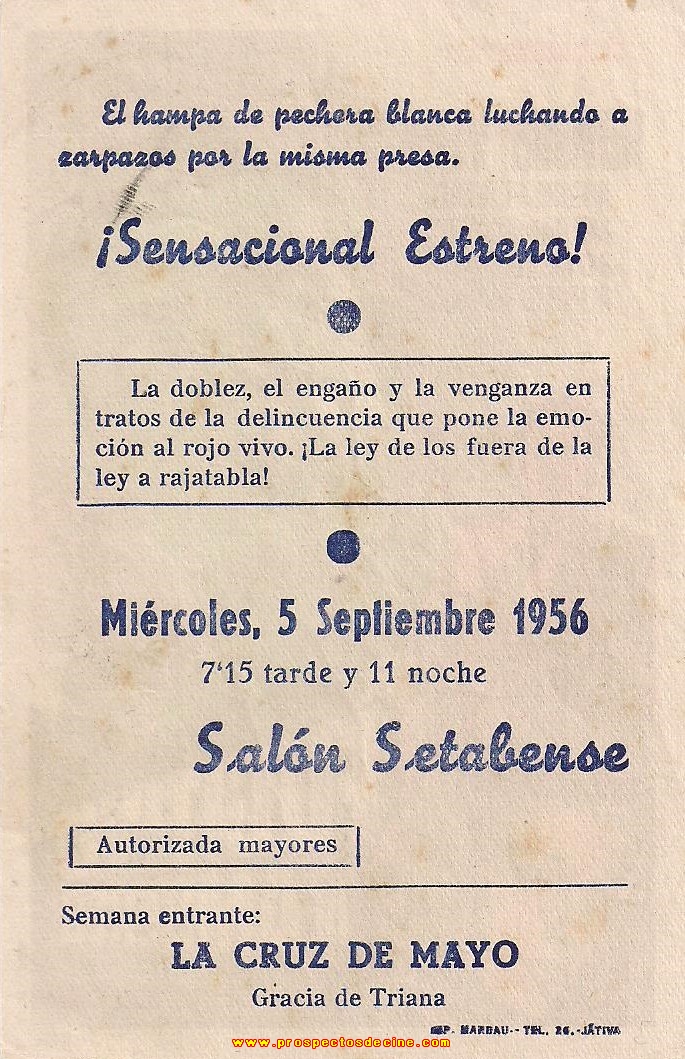 El hampa de pechera blanca luchando a
zarpazos por la misma presa.
¡Sensacional Estreno!
La doblez, el engaño y la venganza en
tratos de la delincuencia que pone la emo-
ción al rojo vivo. ¡La ley de los fuera de la
ley a rajatabla!
Miércoles, 5 Septiembre 1956
7'15 tarde y 11 noche
Salón Setabense
Autorizada mayores
Semana entrante:
LA CRUZ DE MAYO
Gracia de Triana
IMP. MARBAU-- TEL. 26.-JÁTIVA
www.prospectosdecine.com